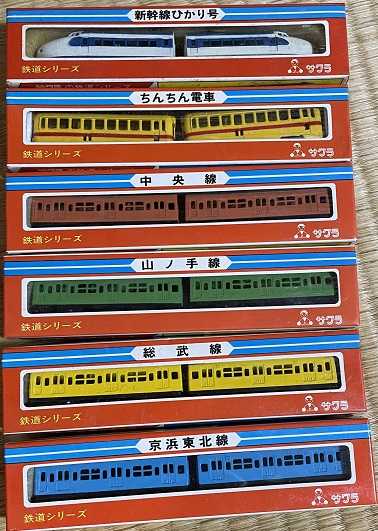 新幹線ひかり号
鉄道シリーズ
サクラ
ちんちん電車
鉄道シリーズ
サクラ
中央線
鉄道シリーズ
サクラ
山ノ手線
鉄道シリーズ
サクラ
総武線
鉄道シリーズ
サクラ
京浜東北線
鉄道シリーズ
サクラ